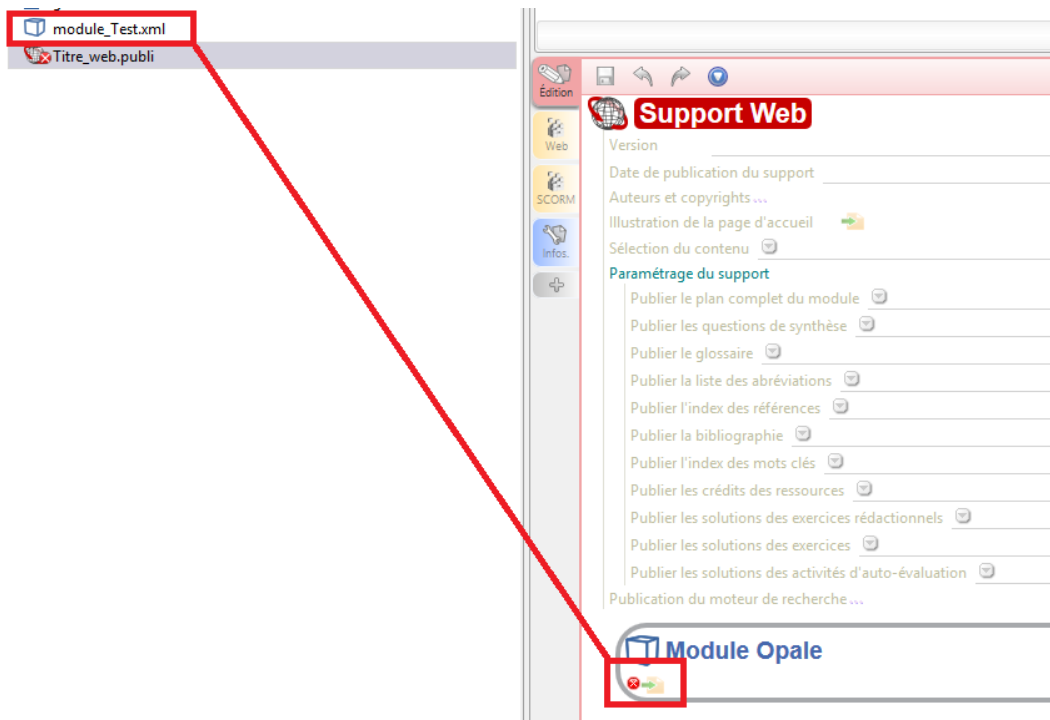 module_Test.xml
Titre_web.publi
Édition
Web
SCORM
Infos.
Support Web
Version
Date de publication du support
Auteurs et copyrights...
Illustration de la page d'accueil
Sélection du contenu
Paramétrage du support
Publier le plan complet du module
Publier les questions de synthèse
Publier le glossaire
Publier la liste des abréviations
Publier l'index des références
Publier la bibliographie
Publier l'index des mots clés
Publier les crédits des ressources
Publier les solutions des exercices rédactionnels
Publier les solutions des exercices
Publier les solutions des activités d'auto-évaluation
Publication du moteur de recherche...
Module Opale